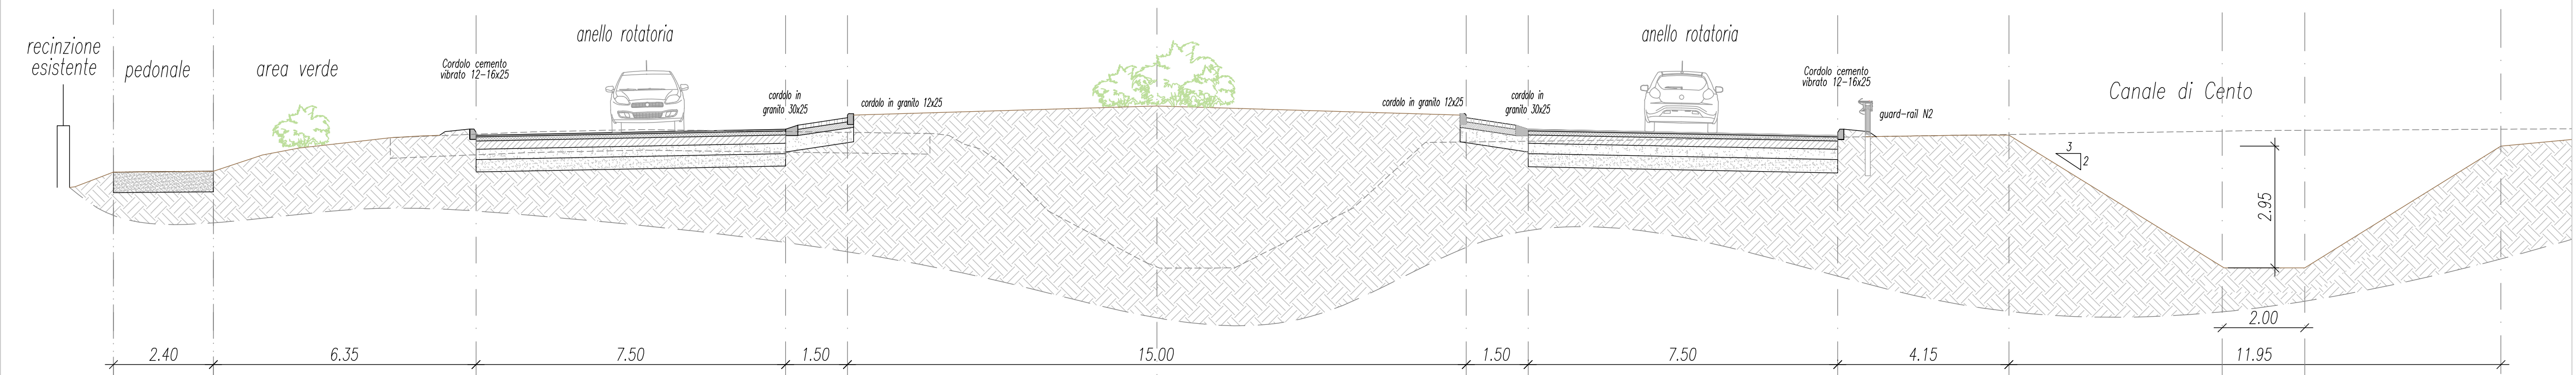 recinzione
esistente
pedonale
area verde
Cordolo cemento
vibrato 12-16x25
anello rotatoria
cordolo in
granito 30x25
cordolo in granito 12x25
cordolo in granito 12x25
cordolo in
granito 30x25
anello rotatoria
Cordolo cemento
vibrato 12-16x25
guard-rail N2
Canale di Cento
3
2
2.95
2.00
2.40
6.35
7.50
1.50
15.00
1.50
7.50
4.15
11.95